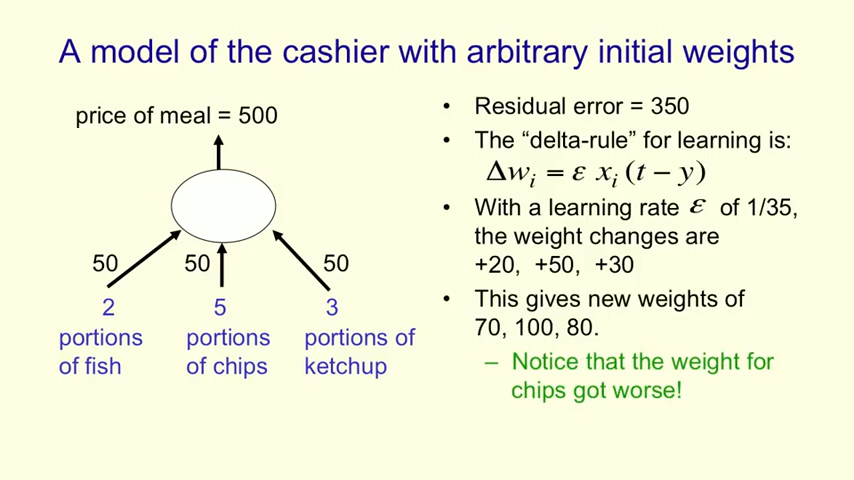 A model of the cashier with arbitrary initial weights
price of meal = 500
50 50 50
2 5 3
portions portions portions of
of fish of chips ketchup
• Residual error = 350
• The “delta-rule” for learning is:
Δwᵢ = ε xᵢ (t − y)
• With a learning rate ε of 1/35,
the weight changes are
+20, +50, +30
• This gives new weights of
70, 100, 80.
– Notice that the weight for
chips got worse!